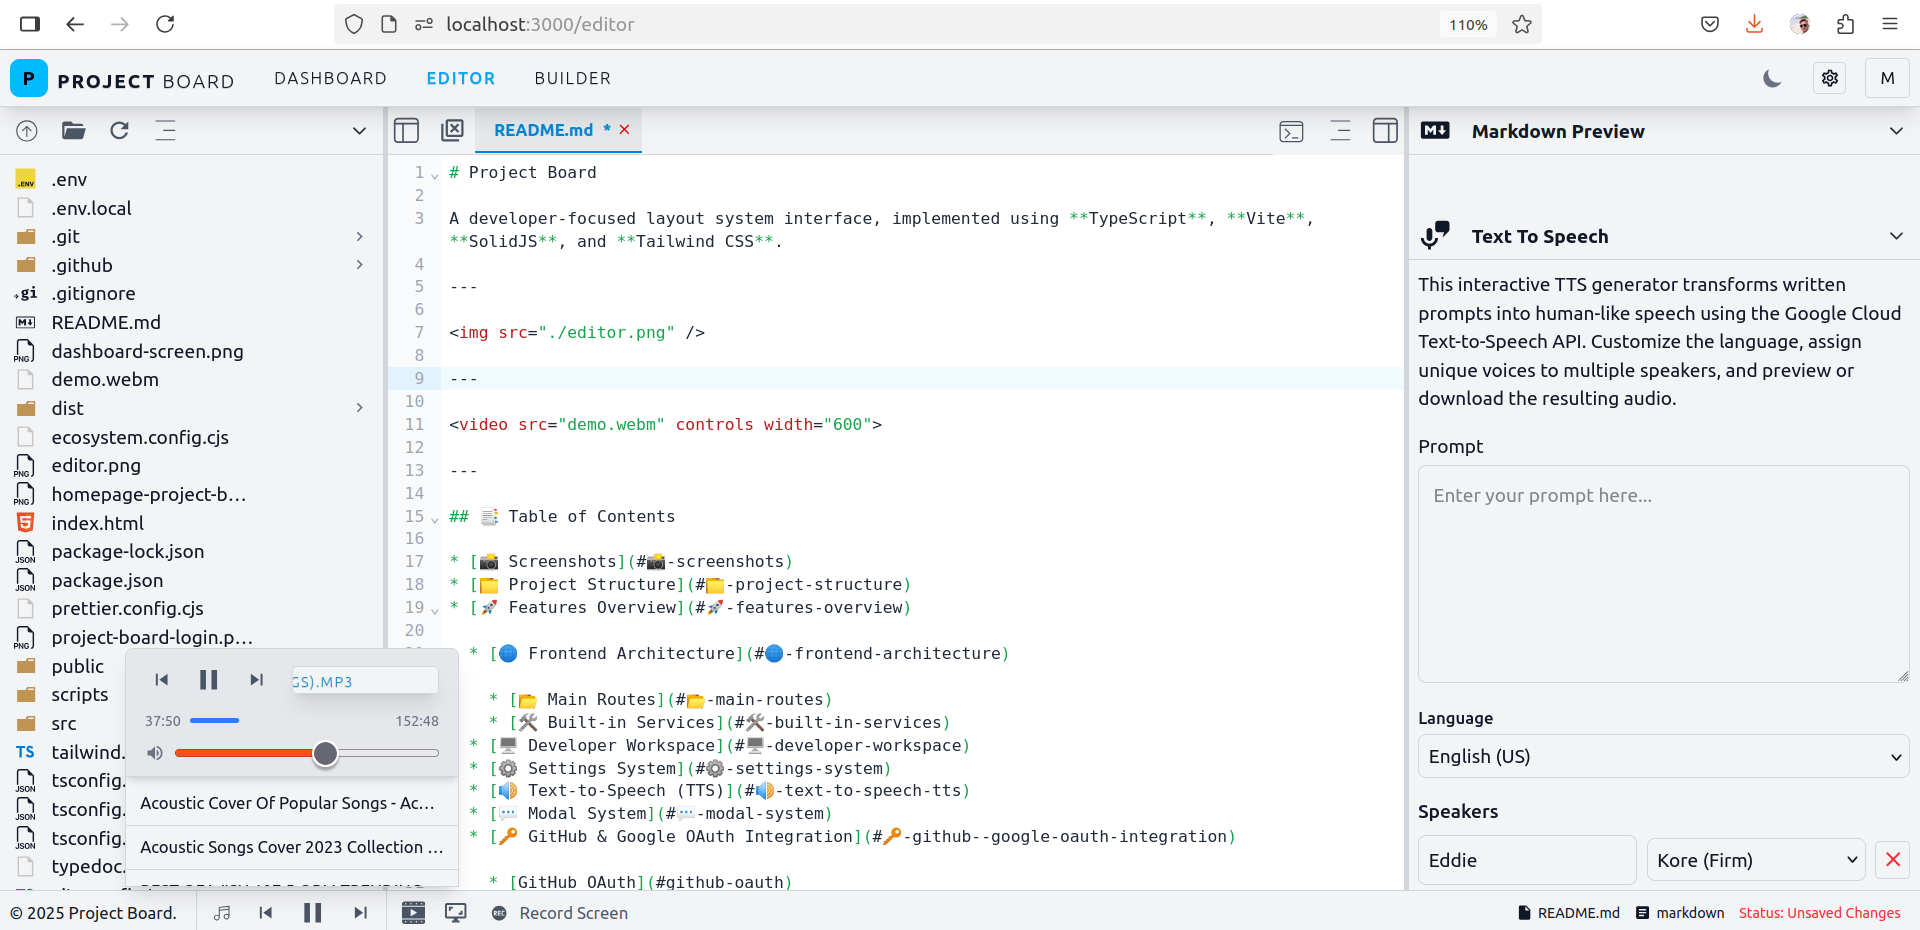 localhost:3000/editor
110%
P PROJECT BOARD DASHBOARD EDITOR BUILDER M
README.md *
Markdown Preview
.env
.env.local
.git
.github
.gitignore
README.md
dashboard-screen.png
demo.webm
dist
ecosystem.config.cjs
editor.png
homepage-project-b...
index.html
package-lock.json
package.json
prettier.config.cjs
project-board-login.p...
public
scripts
src
tailwind.
tsconfig.
tsconfig.
tsconfig.
typedoc.
GS).MP3
37:50 152:48
Acoustic Cover Of Popular Songs - Ac...
Acoustic Songs Cover 2023 Collection ...
1 # Project Board
2
3 A developer-focused layout system interface, implemented using **TypeScript**, **Vite**,
**SolidJS**, and **Tailwind CSS**.
4
5 ---
6
7 <img src="./editor.png" />
8
9 ---
10
11 <video src="demo.webm" controls width="600">
12
13 ---
14
15 ## 📑 Table of Contents
16
17 * [📸 Screenshots](#📸-screenshots)
18 * [📁 Project Structure](#📁-project-structure)
19 * [🚀 Features Overview](#🚀-features-overview)
20
* [🌐 Frontend Architecture](#🌐-frontend-architecture)
* [📂 Main Routes](#📂-main-routes)
* [🛠️ Built-in Services](#🛠️-built-in-services)
* [🖥️ Developer Workspace](#🖥️-developer-workspace)
* [⚙️ Settings System](#⚙️-settings-system)
* [🔊 Text-to-Speech (TTS)](#🔊-text-to-speech-tts)
* [💬 Modal System](#💬-modal-system)
* [🔑 GitHub & Google OAuth Integration](#🔑-github--google-oauth-integration)
* [GitHub OAuth](#github-oauth)
Text To Speech
This interactive TTS generator transforms written
prompts into human-like speech using the Google Cloud
Text-to-Speech API. Customize the language, assign
unique voices to multiple speakers, and preview or
download the resulting audio.
Prompt
Enter your prompt here...
Language
English (US)
Speakers
Eddie Kore (Firm)
© 2025 Project Board. REC Record Screen README.md markdown Status: Unsaved Changes